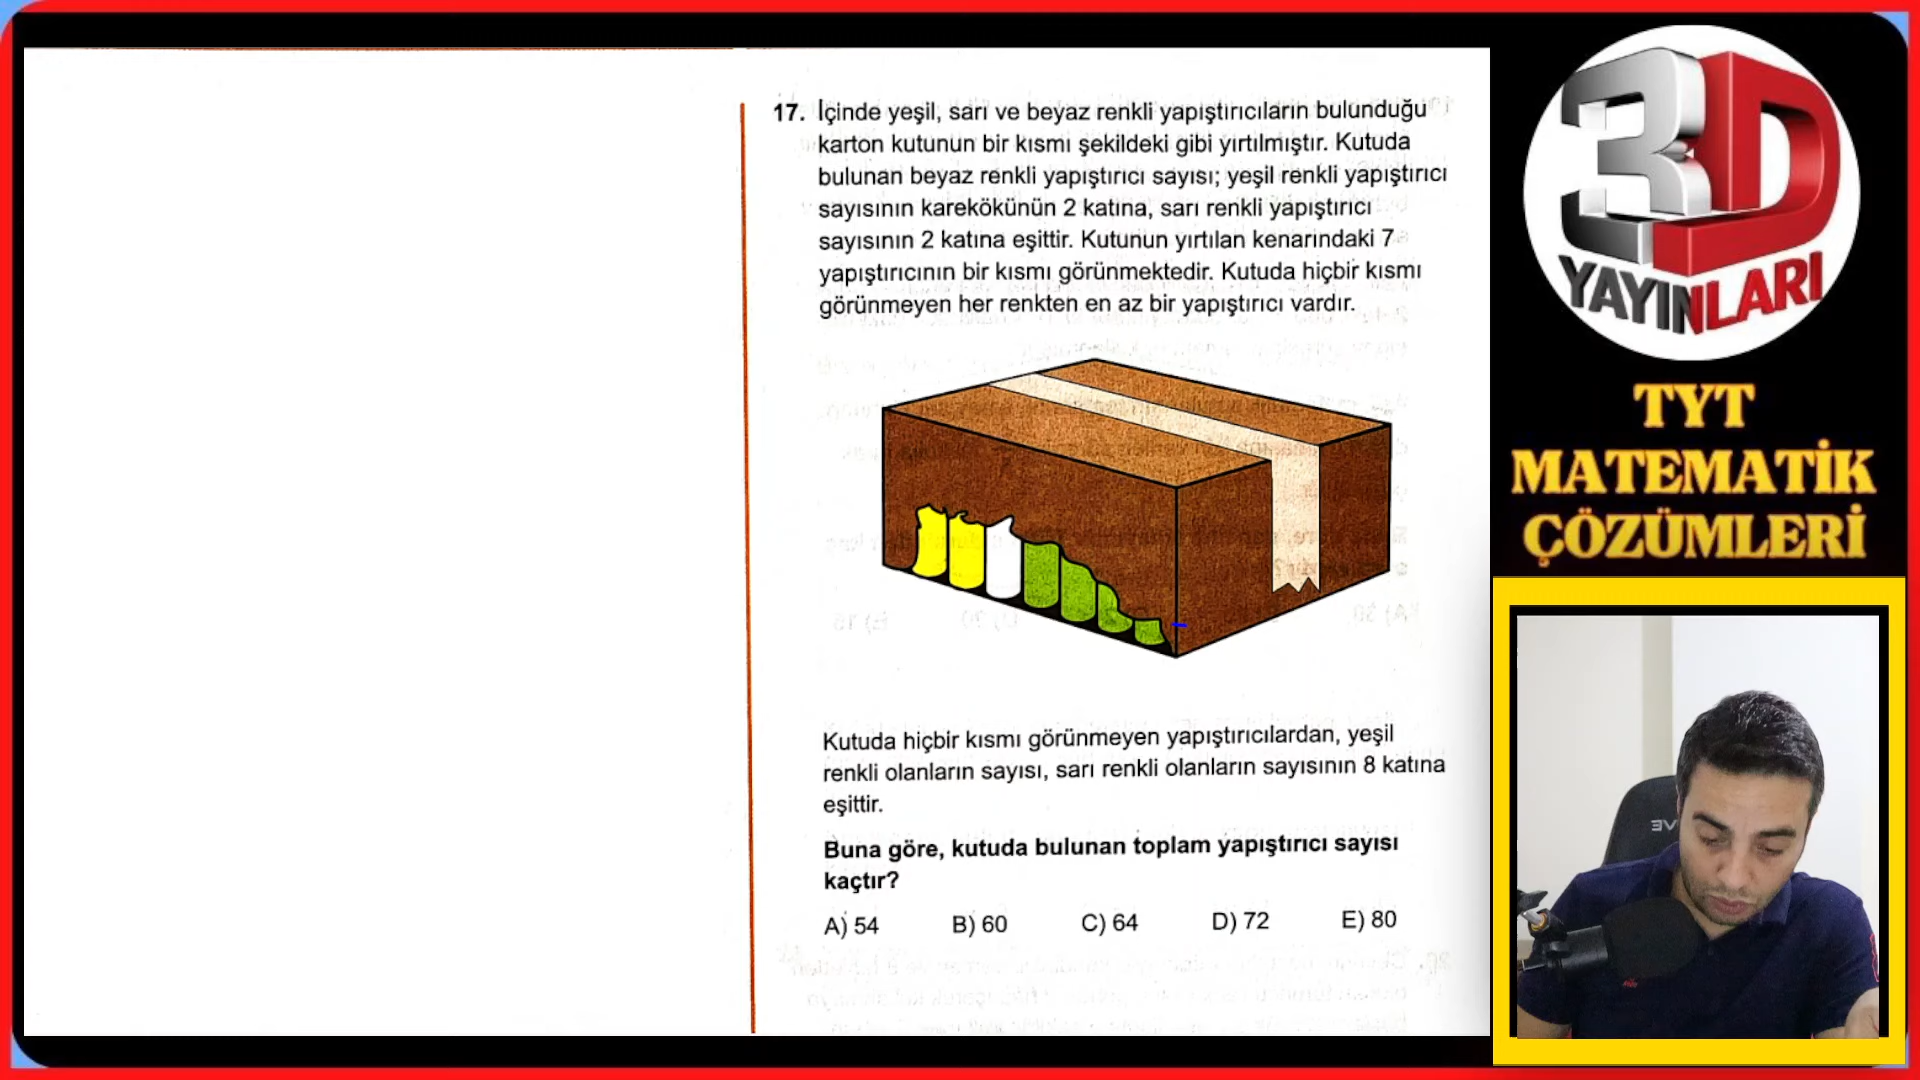 17. İçinde yeşil, sarı ve beyaz renkli yapıştırıcıların bulunduğu
karton kutunun bir kısmı şekildeki gibi yırtılmıştır. Kutuda
bulunan beyaz renkli yapıştırıcı sayısı; yeşil renkli yapıştırıcı
sayısının karekökünün 2 katına, sarı renkli yapıştırıcı
sayısının 2 katına eşittir. Kutunun yırtılan kenarındaki 7
yapıştırıcının bir kısmı görünmektedir. Kutuda hiçbir kısmı
görünmeyen her renkten en az bir yapıştırıcı vardır.
Kutuda hiçbir kısmı görünmeyen yapıştırıcılardan, yeşil
renkli olanların sayısı, sarı renkli olanların sayısının 8 katına
eşittir.
Buna göre, kutuda bulunan toplam yapıştırıcı sayısı
kaçtır?
A) 54 B) 60 C) 64 D) 72 E) 80
3D
YAYINLARI
TYT
MATEMATİK
ÇÖZÜMLERİ